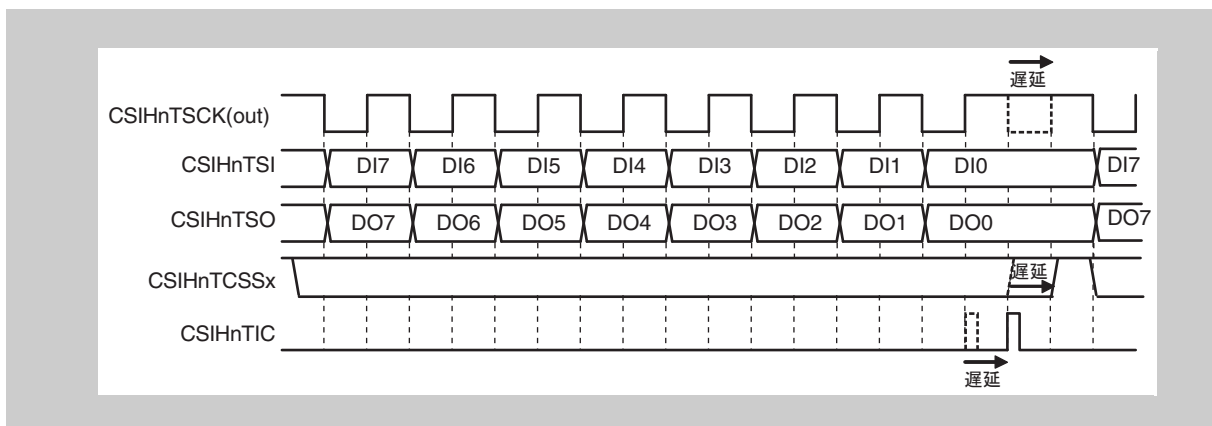 遅延
CSIHnTSCK(out)
CSIHnTSI DI7 DI6 DI5 DI4 DI3 DI2 DI1 DI0 DI7
CSIHnTSO DO7 DO6 DO5 DO4 DO3 DO2 DO1 DO0 DO7
CSIHnTCSSx 遅延
CSIHnTIC
遅延